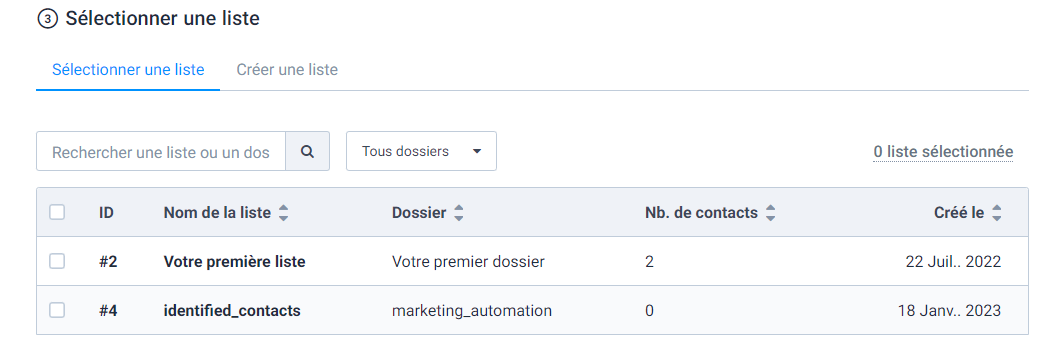 3 Sélectionner une liste
Sélectionner une liste Créer une liste
Rechercher une liste ou un dos Tous dossiers 0 liste sélectionnée
ID Nom de la liste Dossier Nb. de contacts Créé le
#2 Votre première liste Votre premier dossier 2 22 Juil.. 2022
#4 identified_contacts marketing_automation 0 18 Janv.. 2023